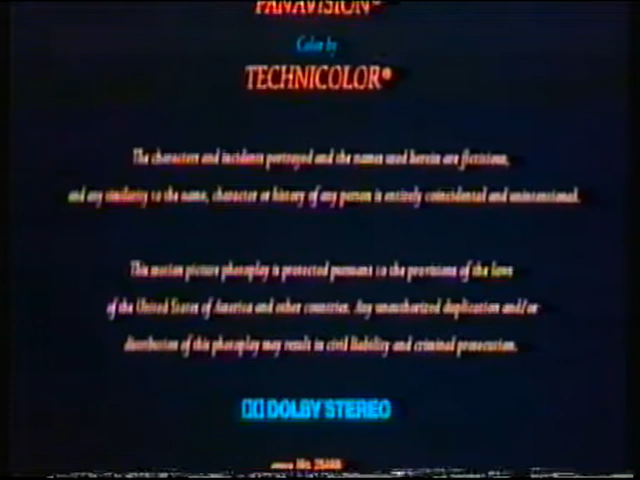 PANAVISION®
Color by
TECHNICOLOR®
The characters and incidents portrayed and the names used herein are fictitious,
and any similarity to the name, character or history of any person is entirely coincidental and unintentional.
This motion picture photoplay is protected pursuant to the provisions of the laws
of the United States of America and other countries. Any unauthorized duplication and/or
distribution of this photoplay may result in civil liability and criminal prosecution.
DOLBY STEREO
No.